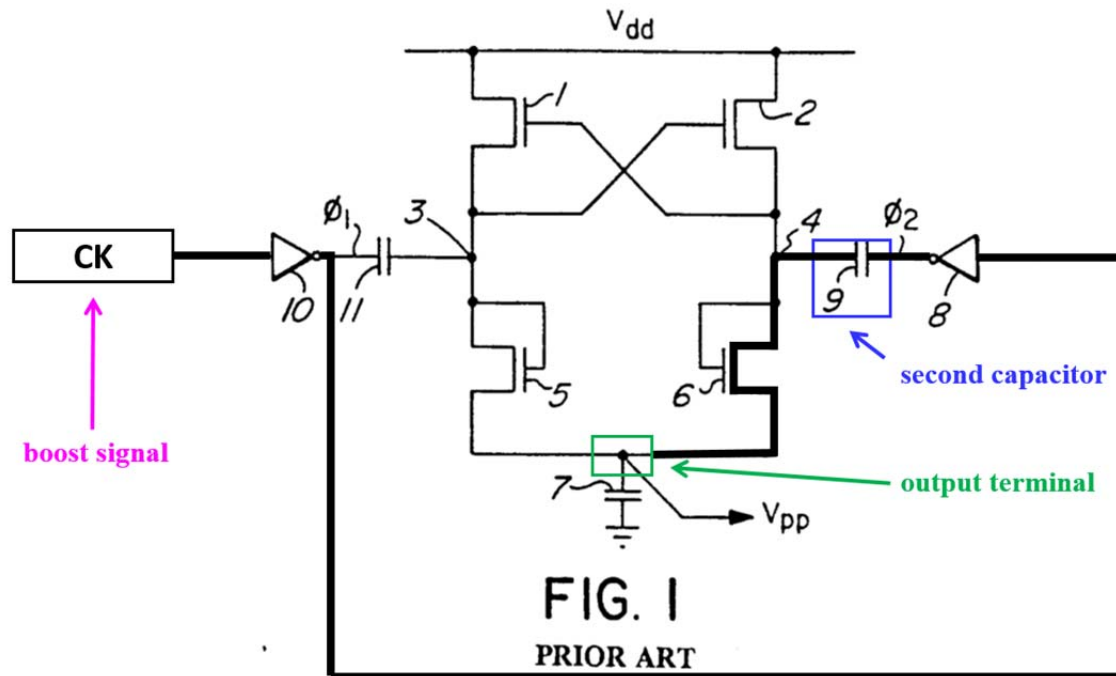 Vdd
1
2
CK
ø1
3
4
ø2
10
11
9
8
5
6
second capacitor
boost signal
7
output terminal
Vpp
FIG. 1
PRIOR ART